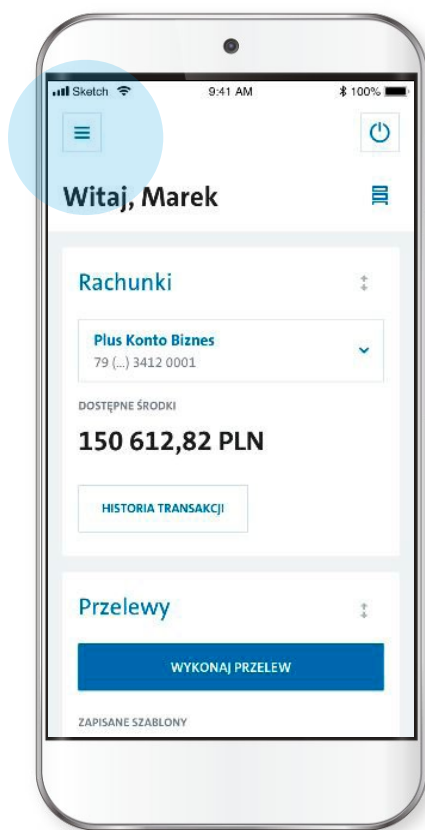 Sketch 9:41 AM 100%
Witaj, Marek
Rachunki
Plus Konto Biznes
79 (...) 3412 0001
DOSTĘPNE ŚRODKI
150 612,82 PLN
HISTORIA TRANSAKCJI
Przelewy
WYKONAJ PRZELEW
ZAPISANE SZABLONY